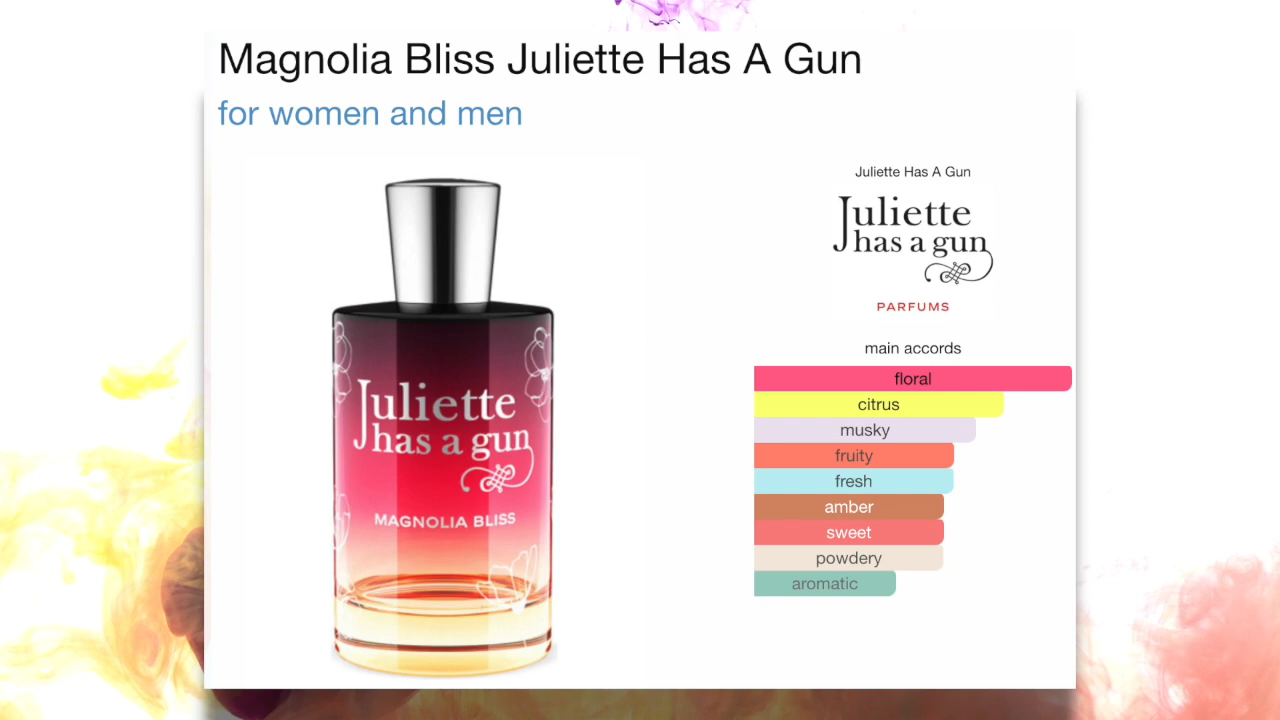 Magnolia Bliss Juliette Has A Gun
for women and men
Juliette
has a gun
MAGNOLIA BLISS
Juliette Has A Gun
Juliette
has a gun
PARFUMS
main accords
floral
citrus
musky
fruity
fresh
amber
sweet
powdery
aromatic